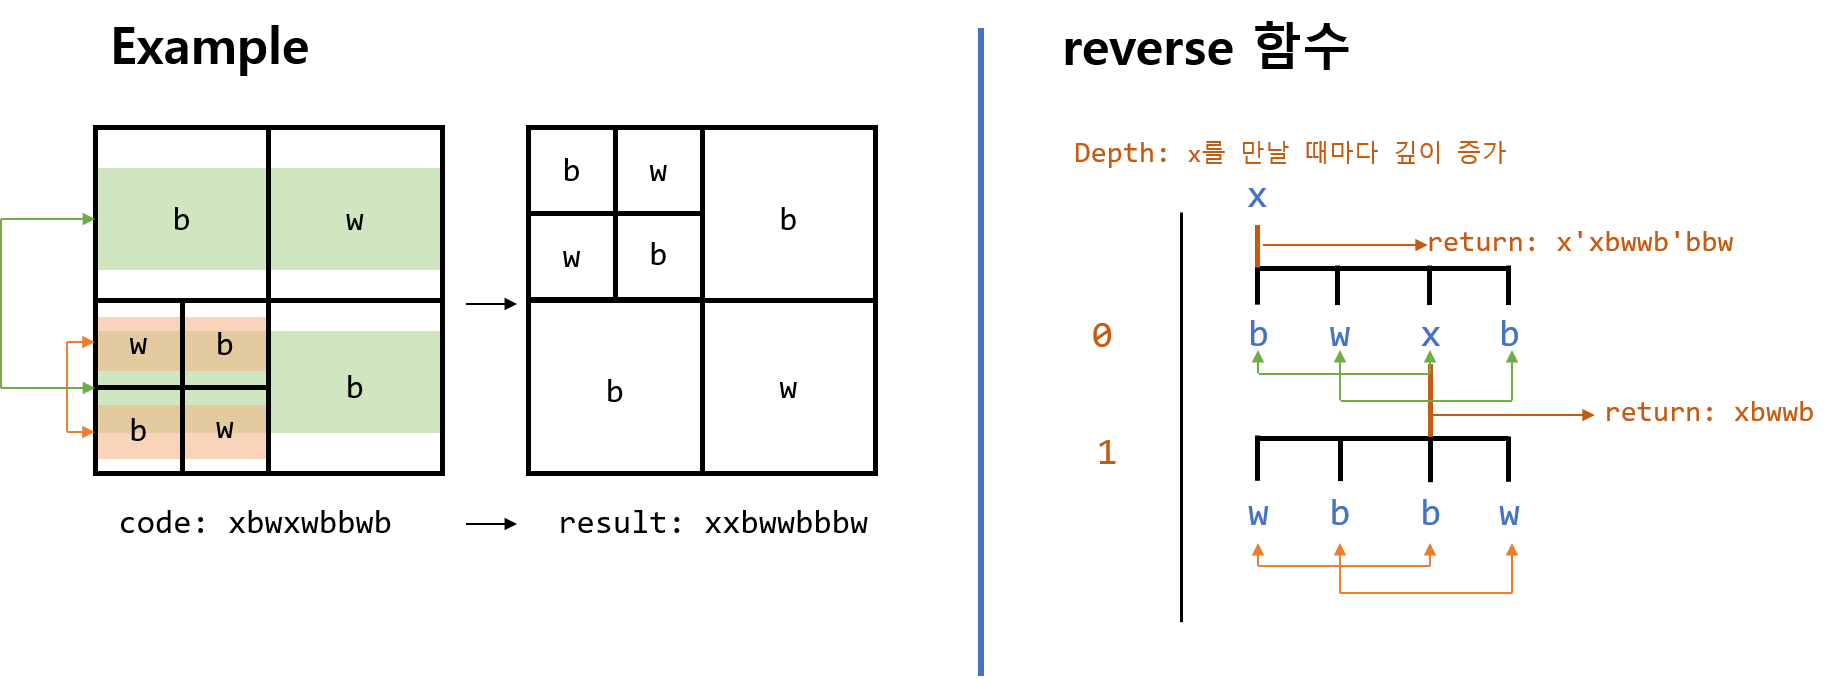 Example
b w
w b
b w
b
b w
w b
b
b
w
code: xbwxwbbwb
result: xxbwwbbbw
reverse 함수
Depth: x를 만날 때마다 깊이 증가
x
return: x'xbwwb'bbw
0 b w x b
return: xbwwb
1
w b b w